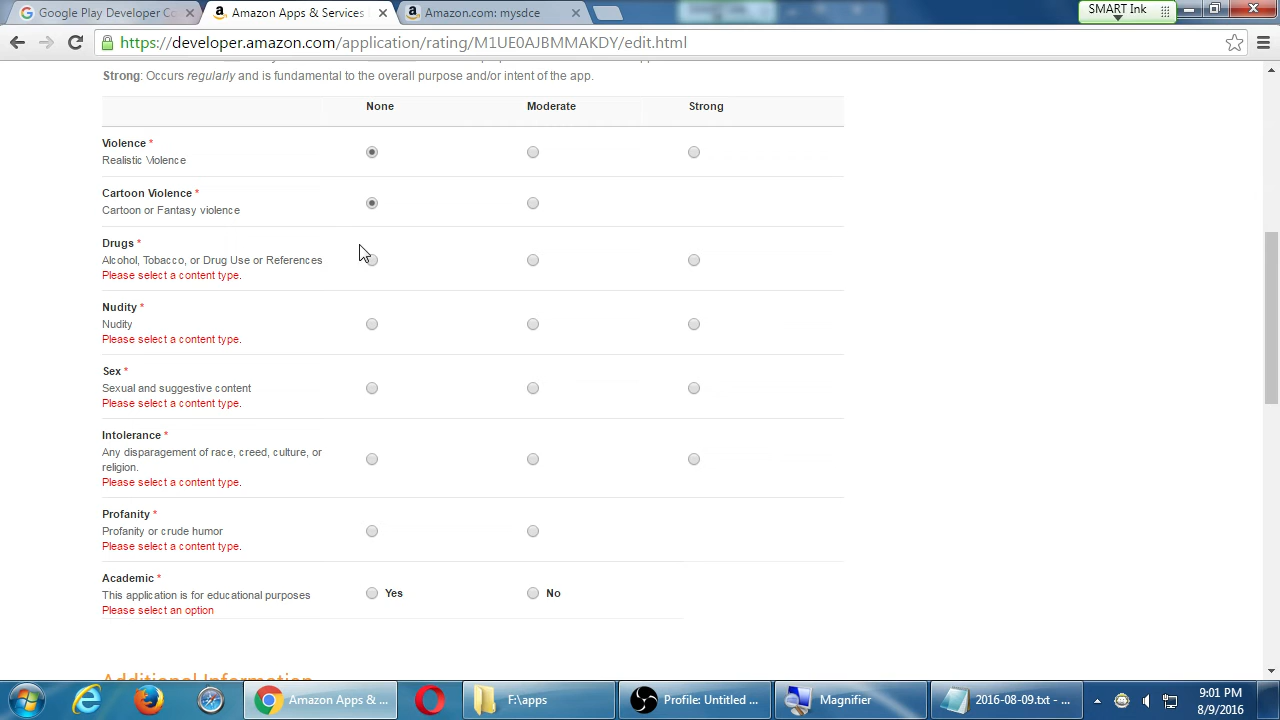 Google Play Developer Co
Amazon Apps & Services
Amazon.com: mysdce
SMART Ink
https://developer.amazon.com/application/rating/M1UE0AJBMMAKDY/edit.html
Strong: Occurs regularly and is fundamental to the overall purpose and/or intent of the app.
None Moderate Strong
Violence *
Realistic Violence
Cartoon Violence *
Cartoon or Fantasy violence
Drugs *
Alcohol, Tobacco, or Drug Use or References
Please select a content type.
Nudity *
Nudity
Please select a content type.
Sex *
Sexual and suggestive content
Please select a content type.
Intolerance *
Any disparagement of race, creed, culture, or
religion.
Please select a content type.
Profanity *
Profanity or crude humor
Please select a content type.
Academic *
This application is for educational purposes
Yes No
Please select an option
Additional Information
Amazon Apps & ...
F:\apps
Profile: Untitled ...
Magnifier
2016-08-09.txt - ...
9:01 PM
8/9/2016